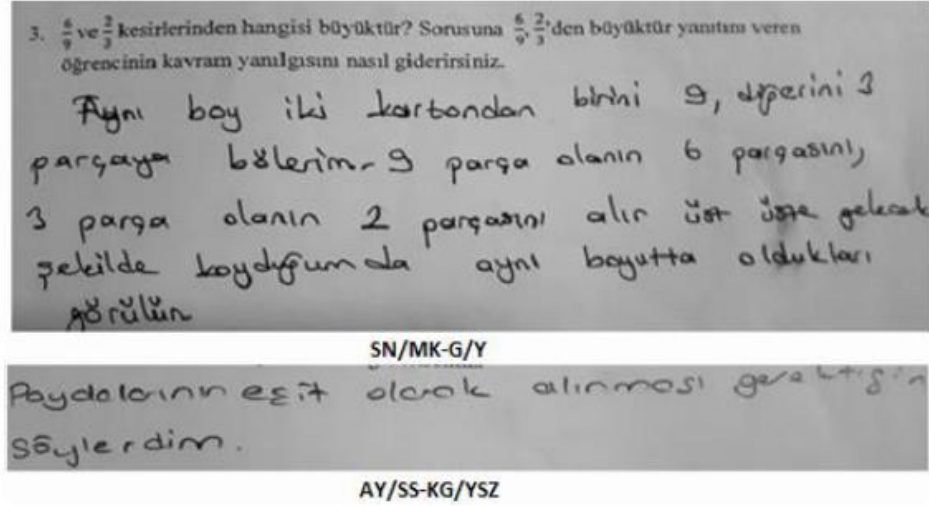 3. 6/9 ve 2/3 kesirlerinden hangisi büyüktür? Sorusuna 6/9, 2/3'den büyüktür yanıtını veren
öğrencinin kavram yanılgısını nasıl giderirsiniz.
Aynı boy iki kartondan birini 9, diğerini 3
parçaya bölerim. 9 parça olanın 6 parçasını,
3 parça olanın 2 parçasını alır üst üste gelecek
şekilde koyduğumda aynı boyutta oldukları
görülür
SN/MK-G/Y
Paydalarının eşit olarak alınması gerektiğin
söylerdim.
AY/SS-KG/YSZ